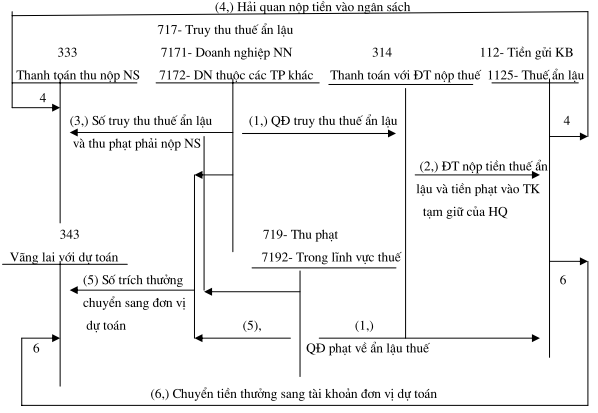 (4,) Hải quan nộp tiền vào ngân sách
717- Truy thu thuế ẩn lậu
333
7171- Doanh nghiệp NN
314
112- Tiền gửi KB
Thanh toán thu nộp NS
7172- DN thuộc các TP khác
Thanh toán với ĐT nộp thuế
1125- Thuế ẩn lậu
4
(3,) Số truy thu thuế ẩn lậu
và thu phạt phải nộp NS
(1,) QĐ truy thu thuế ẩn lậu
4
(2,) ĐT nộp tiền thuế ẩn
lậu và tiền phạt vào TK
tạm giữ của HQ
343
Vãng lai với dự toán
719- Thu phạt
7192- Trong lĩnh vực thuế
(5) Số trích thưởng
chuyển sang đơn vị
dự toán
6
(5),
(1,)
QĐ phạt về ẩn lậu thuế
6
(6,) Chuyển tiền thưởng sang tài khoản đơn vị dự toán